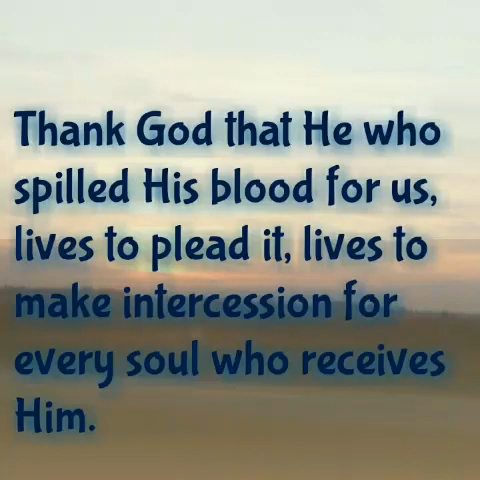 Thank God that He who
spilled His blood for us,
lives to plead it, lives to
make intercession for
every soul who receives
Him.